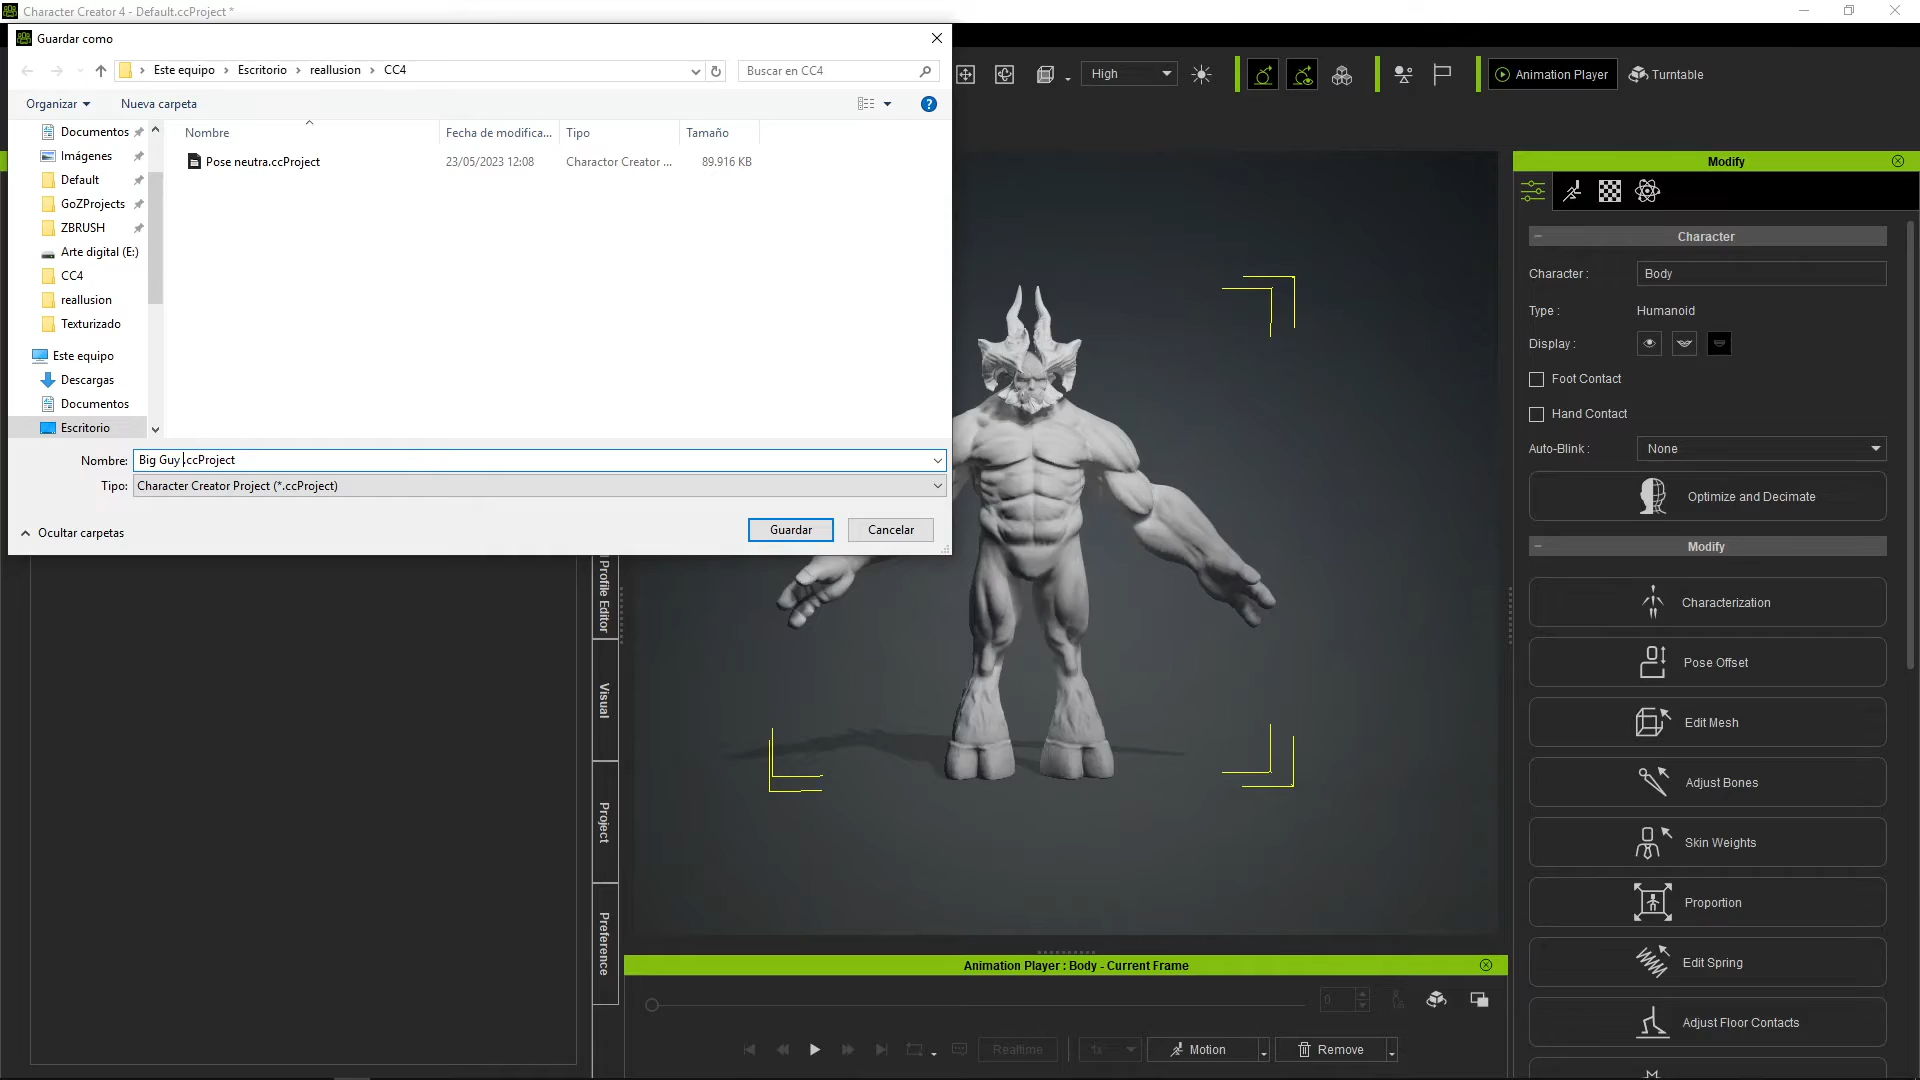 Character Creator 4 - Default.ccProject *
Guardar como
Este equipo
Escritorio
reallusion
CC4
Buscar en CC4
High
Animation Player
Turntable
Organizar
Nueva carpeta
Nombre
Fecha de modifica...
Tipo
Tamaño
Pose neutra.ccProject
23/05/2023 12:08
Charactor Creator ...
89.916 KB
Documentos
Imágenes
Default
GoZProjects
ZBRUSH
Arte digital (E:)
CC4
reallusion
Texturizado
Este equipo
Descargas
Documentos
Escritorio
Nombre:
Big Guy .ccProject
Tipo:
Character Creator Project (*.ccProject)
Ocultar carpetas
Guardar
Cancelar
Profile Editor
Visual
Project
Preference
Modify
Character
Character :
Body
Type :
Humanoid
Display :
Foot Contact
Hand Contact
Auto-Blink :
None
Optimize and Decimate
Modify
Characterization
Pose Offset
Edit Mesh
Adjust Bones
Skin Weights
Proportion
Edit Spring
Adjust Floor Contacts
Animation Player : Body - Current Frame
0
Realtime
1x
Motion
Remove